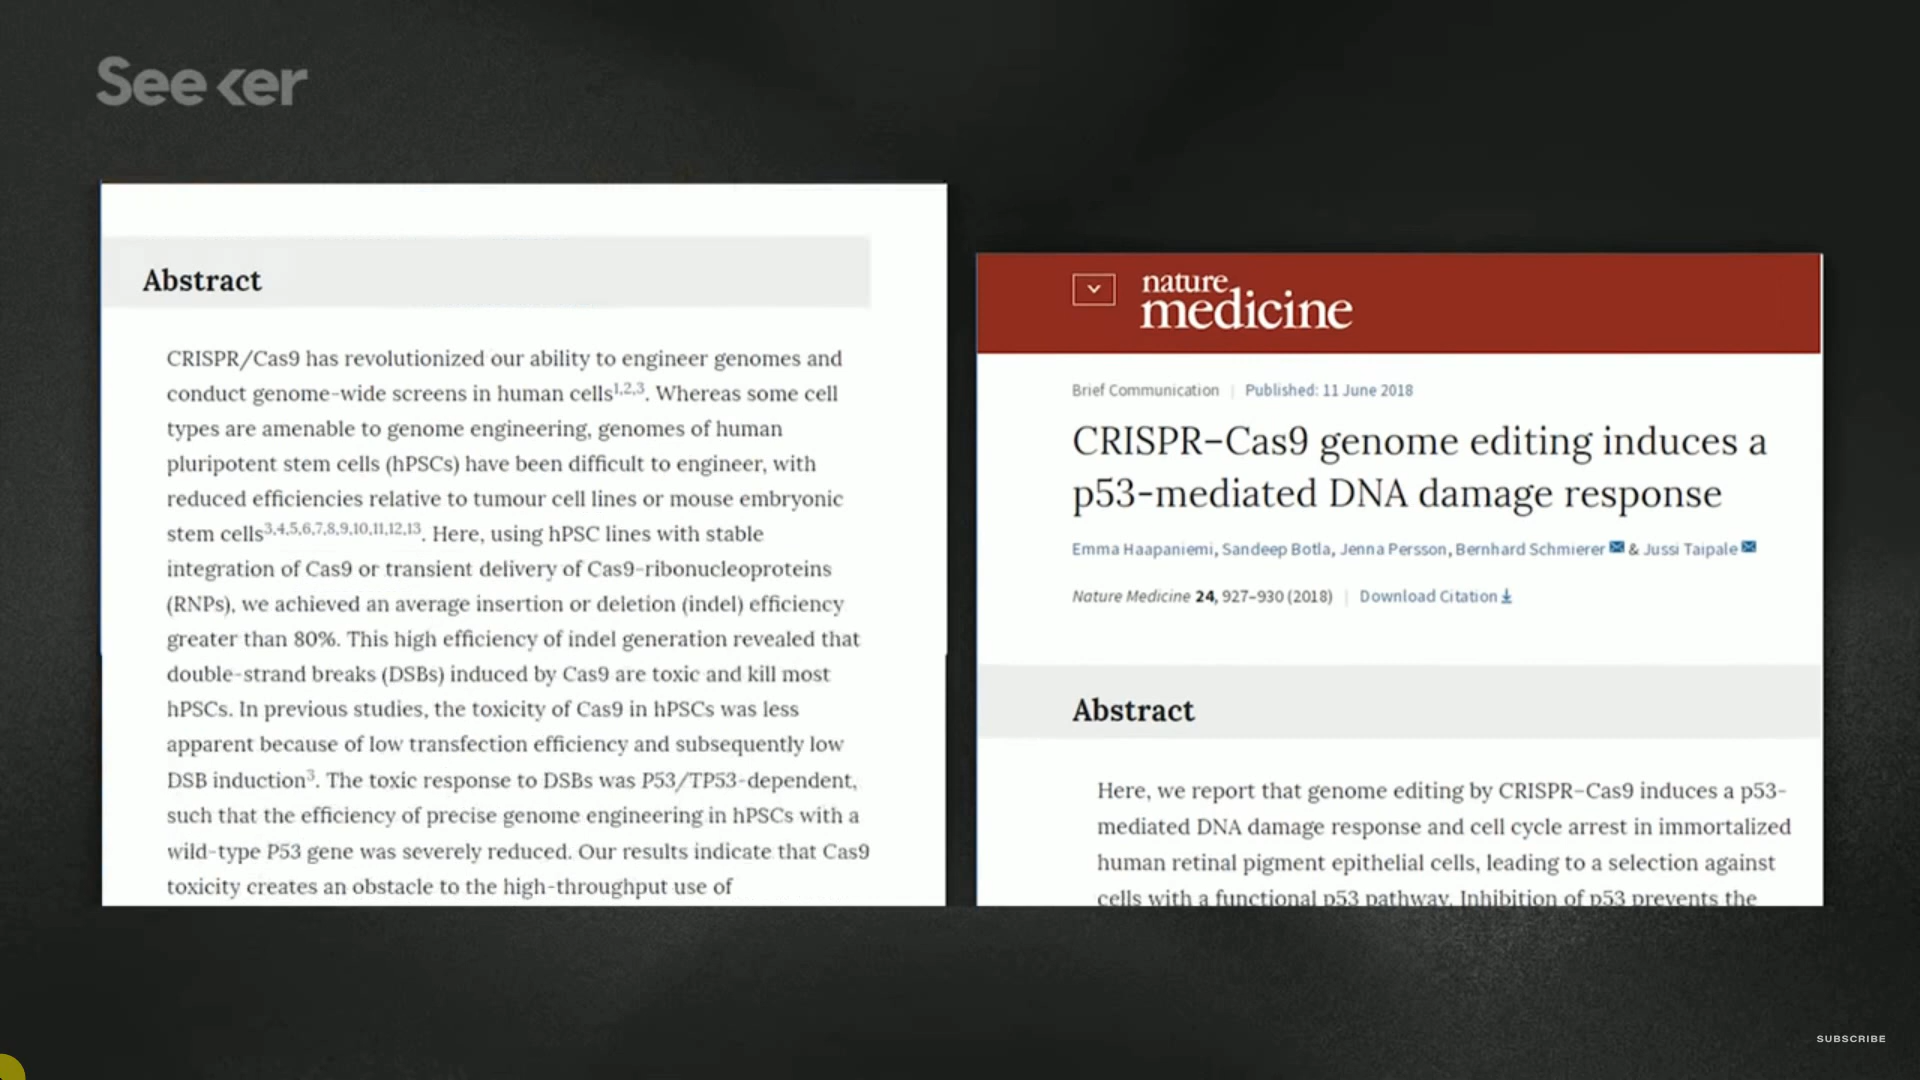 Seeker
Abstract
CRISPR/Cas9 has revolutionized our ability to engineer genomes and
conduct genome-wide screens in human cells1,2,3. Whereas some cell
types are amenable to genome engineering, genomes of human
pluripotent stem cells (hPSCs) have been difficult to engineer, with
reduced efficiencies relative to tumour cell lines or mouse embryonic
stem cells3,4,5,6,7,8,9,10,11,12,13. Here, using hPSC lines with stable
integration of Cas9 or transient delivery of Cas9-ribonucleoproteins
(RNPs), we achieved an average insertion or deletion (indel) efficiency
greater than 80%. This high efficiency of indel generation revealed that
double-strand breaks (DSBs) induced by Cas9 are toxic and kill most
hPSCs. In previous studies, the toxicity of Cas9 in hPSCs was less
apparent because of low transfection efficiency and subsequently low
DSB induction3. The toxic response to DSBs was P53/TP53-dependent,
such that the efficiency of precise genome engineering in hPSCs with a
wild-type P53 gene was severely reduced. Our results indicate that Cas9
toxicity creates an obstacle to the high-throughput use of
nature
medicine
Brief Communication | Published: 11 June 2018
CRISPR–Cas9 genome editing induces a
p53-mediated DNA damage response
Emma Haapaniemi, Sandeep Botla, Jenna Persson, Bernhard Schmierer & Jussi Taipale
Nature Medicine 24, 927–930 (2018) | Download Citation
Abstract
Here, we report that genome editing by CRISPR–Cas9 induces a p53-
mediated DNA damage response and cell cycle arrest in immortalized
human retinal pigment epithelial cells, leading to a selection against
cells with a functional p53 pathway. Inhibition of p53 prevents the
SUBSCRIBE